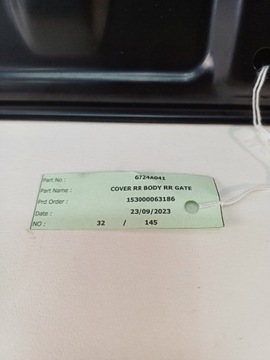 Part No : 6724A041
Part Name : COVER RR BODY RR GATE
Prd Order : 153000063186
Date : 23/09/2023
NO : 32 / 145